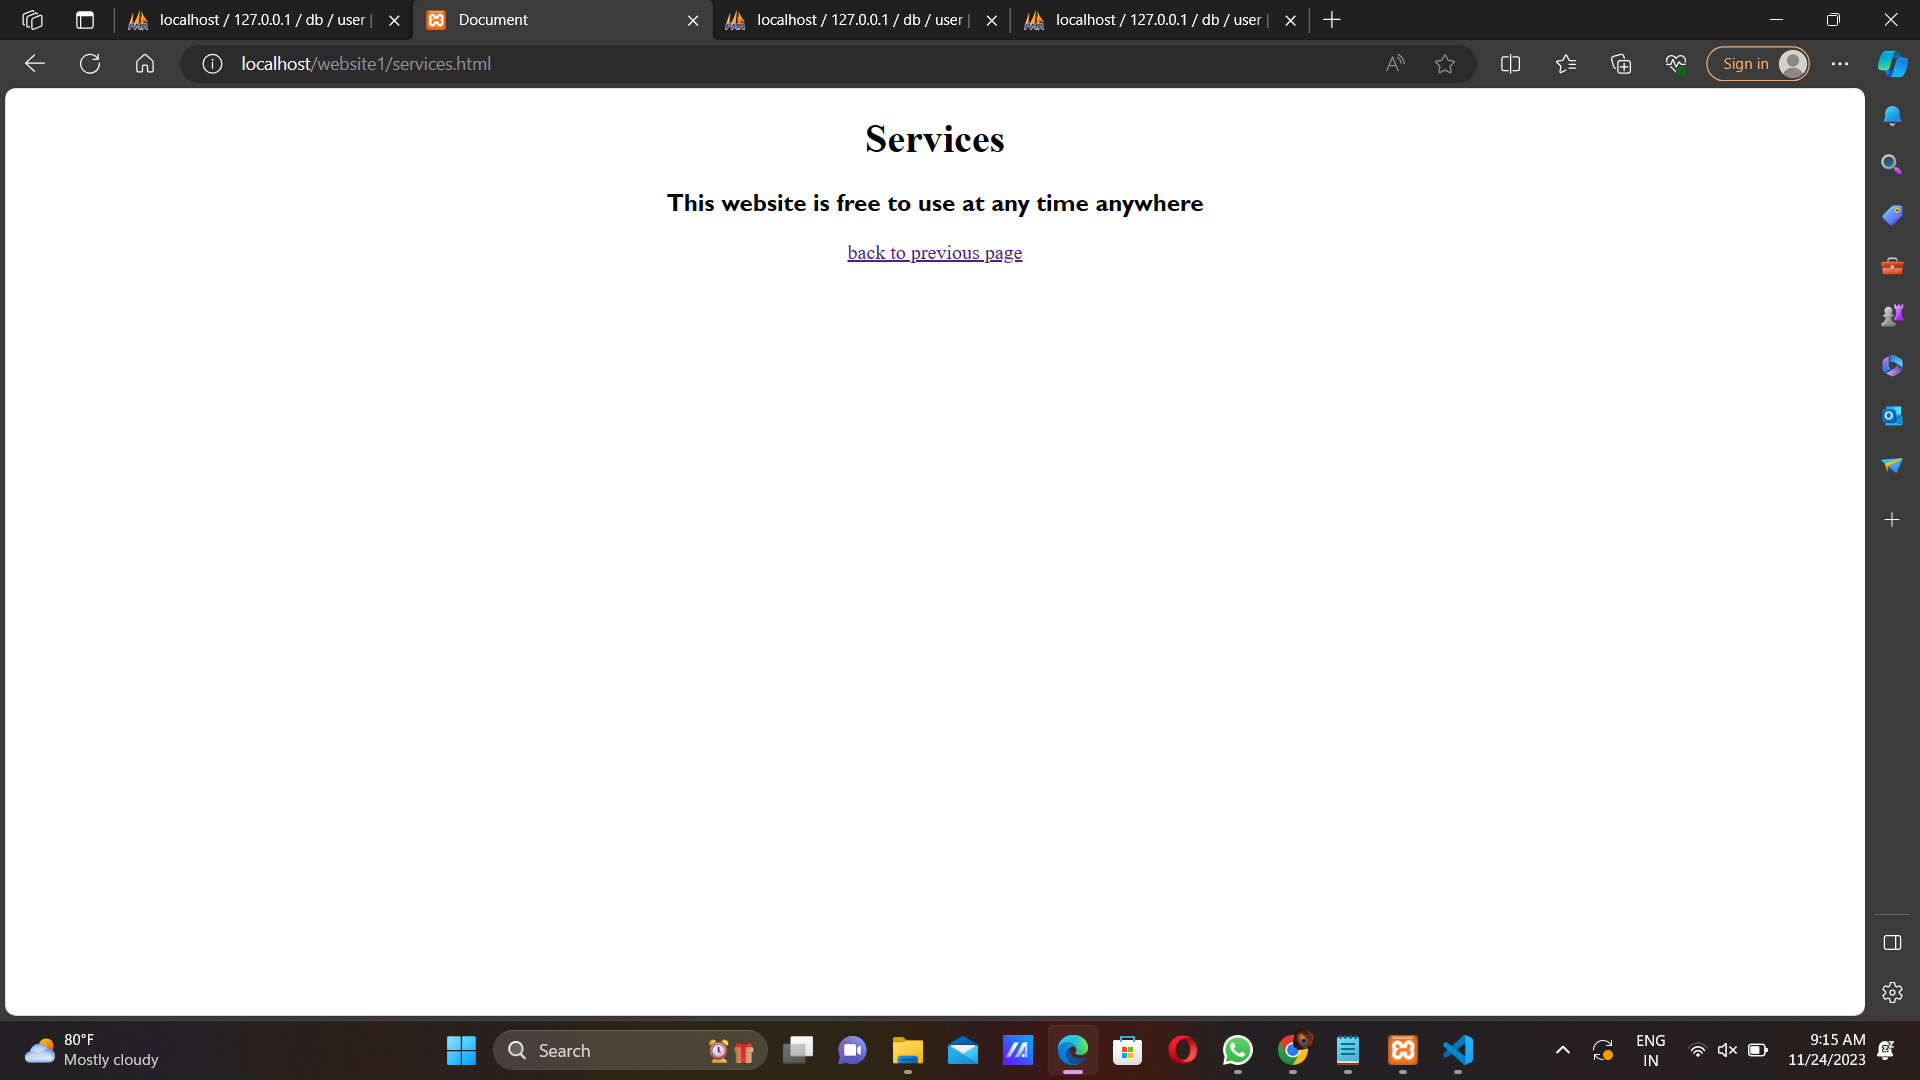 localhost / 127.0.0.1 / db / user |
Document
localhost / 127.0.0.1 / db / user |
localhost / 127.0.0.1 / db / user |
localhost/website1/services.html
Sign in
Services
This website is free to use at any time anywhere
back to previous page
80°F
Mostly cloudy
Search
ENG
IN
9:15 AM
11/24/2023